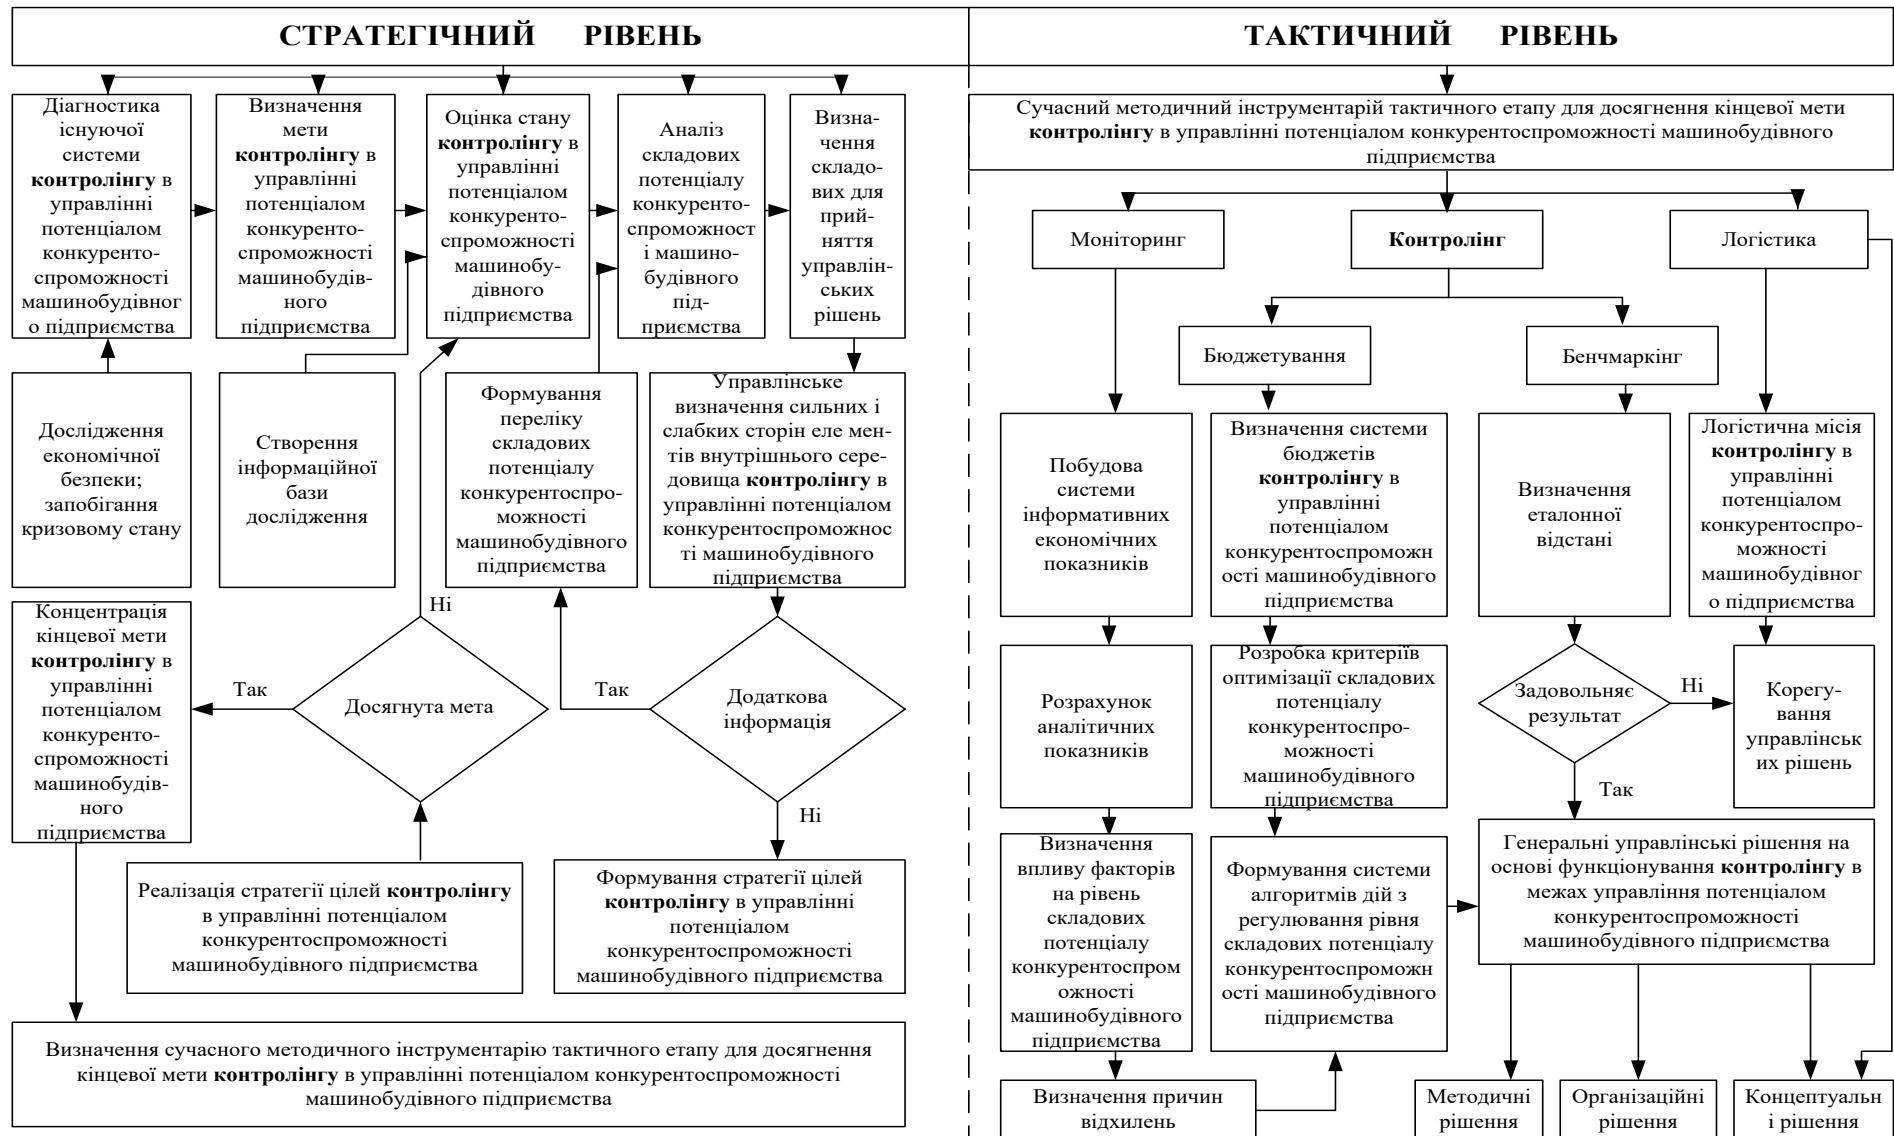 СТРАТЕГІЧНИЙ РІВЕНЬ
Діагностика
існуючої
системи
контролінгу в
управлінні
потенціалом
конкуренто-
спроможності
машинобудівног
о підприємства
Визначення
мети
контролінгу в
управлінні
потенціалом
конкуренто-
спроможності
машинобудів-
ного
підприємства
Оцінка стану
контролінгу в
управлінні
потенціалом
конкуренто-
спроможності
машинобу-
дівного
підприємства
Аналіз
складових
потенціалу
конкуренто-
спроможност
і машино-
будівного
під-
приємства
Визна-
чення
складо-
вих для
прий-
няття
управлін-
ських
рішень
Дослідження
економічної
безпеки;
запобігання
кризовому стану
Створення
інформаційної
бази
дослідження
Формування
переліку
складових
потенціалу
конкурентоспро-
можності
машинобудівного
підприємства
Управлінське
визначення сильних і
слабких сторін еле мен-
тів внутрішнього сере-
довища контролінгу в
управлінні потенціалом
конкурентоспроможнос
ті машинобудівного
підприємства
Концентрація
кінцевої мети
контролінгу в
управлінні
потенціалом
конкуренто-
спроможності
машинобудів-
ного
підприємства
Ні
Так
Досягнута мета
Так
Додаткова
інформація
Ні
Реалізація стратегії цілей контролінгу
в управлінні потенціалом
конкурентоспроможності
машинобудівного підприємства
Формування стратегії цілей
контролінгу в управлінні
потенціалом
конкурентоспроможності
машинобудівного підприємства
Визначення сучасного методичного інструментарію тактичного етапу для досягнення
кінцевої мети контролінгу в управлінні потенціалом конкурентоспроможності
машинобудівного підприємства
ТАКТИЧНИЙ РІВЕНЬ
Сучасний методичний інструментарій тактичного етапу для досягнення кінцевої мети
контролінгу в управлінні потенціалом конкурентоспроможності машинобудівного
підприємства
Моніторинг
Контролінг
Логістика
Бюджетування
Бенчмаркінг
Побудова
системи
інформативних
економічних
показників
Визначення системи
бюджетів
контролінгу в
управлінні
потенціалом
конкурентоспроможн
ості машинобудівного
підприємства
Визначення
еталонної
відстані
Логістична місія
контролінгу в
управлінні
потенціалом
конкурентоспро-
можності
машинобудівног
о підприємства
Розрахунок
аналітичних
показників
Розробка критеріїв
оптимізації складових
потенціалу
конкурентоспро-
можності
машинобудівного
підприємства
Задовольняє
результат
Ні
Так
Корегу-
вання
управлінськ
их рішень
Визначення
впливу факторів
на рівень
складових
потенціалу
конкурентоспром
ожності
машинобудівного
підприємства
Формування системи
алгоритмів дій з
регулювання рівня
складових потенціалу
конкурентоспроможн
ості машинобудівного
підприємства
Генеральні управлінські рішення на
основі функціонування контролінгу в
межах управління потенціалом
конкурентоспроможності
машинобудівного підприємства
Визначення причин
відхилень
Методичні
рішення
Організаційні
рішення
Концептуальн
і рішення